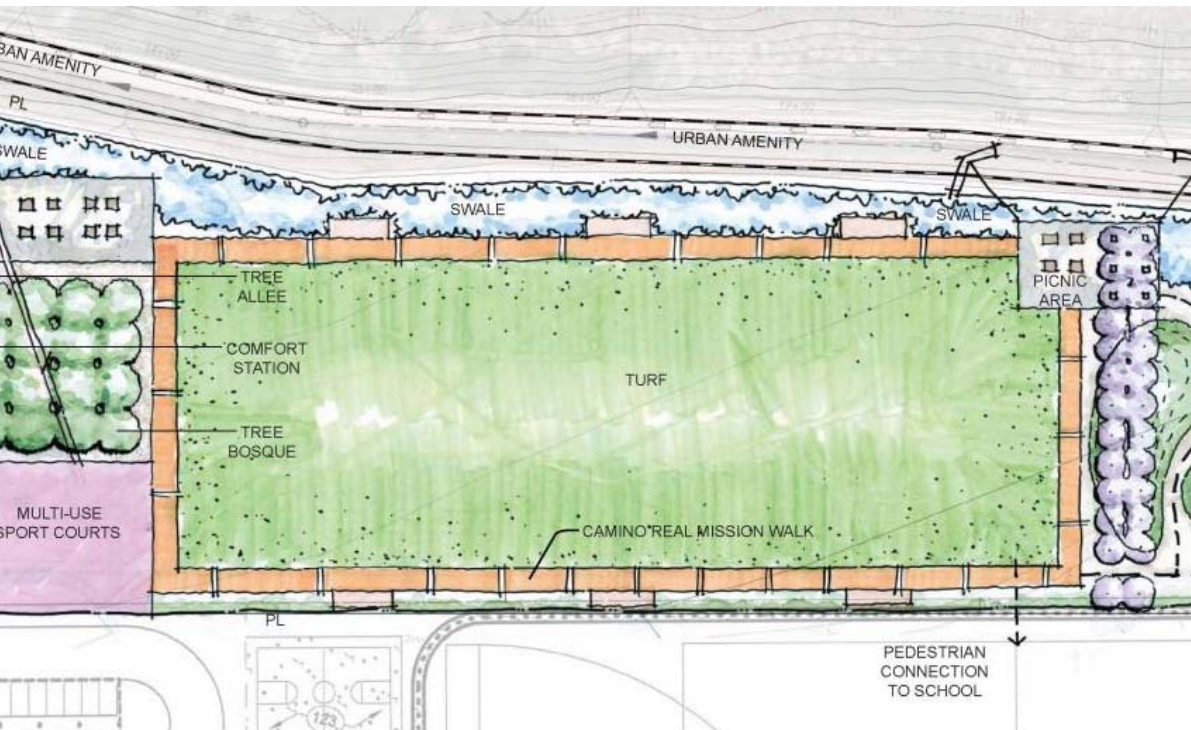 BAN AMENITY
PL
SWALE
URBAN AMENITY
SWALE
SWALE
TREE
ALLEE
PICNIC
AREA
COMFORT
STATION
TURF
TREE
BOSQUE
MULTI-USE
SPORT COURTS
CAMINO REAL MISSION WALK
PL
PEDESTRIAN
CONNECTION
TO SCHOOL
123